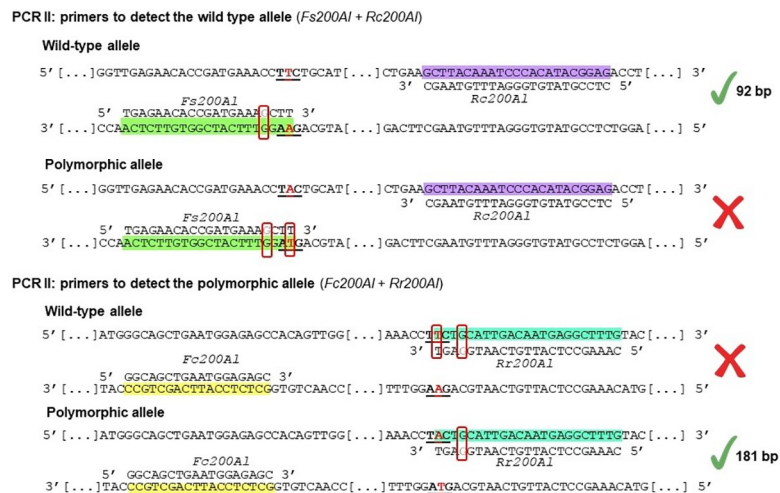 PCR II: primers to detect the wild type allele (Fs200Al + Rc200Al)
Wild-type allele
5′ [...]GGTTGAGAACACCGATGAAACCTTCTGCAT[...]CTGAAGCTTACAAATCCCACATACGGAGACCT[...] 3′
3′ CGAATGTTTAGGGTGTATGCCTC 5′
Rc200Al
92 bp
Fs200Al
5′ TGAGAACACCGATGAAAGCTT 3′
3′ [...]CCAACTCTTGTGGCTACTTTGGAAGACGTA[...]GACTTCGAATGTTTAGGGTGTATGCCTCTGGA[...] 5′
Polymorphic allele
5′ [...]GGTTGAGAACACCGATGAAACCTACTGCAT[...]CTGAAGCTTACAAATCCCACATACGGAGACCT[...] 3′
3′ CGAATGTTTAGGGTGTATGCCTC 5′
Rc200Al
Fs200Al
5′ TGAGAACACCGATGAAAGCTT 3′
3′ [...]CCAACTCTTGTGGCTACTTTGGATGACGTA[...]GACTTCGAATGTTTAGGGTGTATGCCTCTGGA[...] 5′
PCR II: primers to detect the polymorphic allele (Fc200Al + Rr200Al)
Wild-type allele
5′ [...]ATGGGCAGCTGAATGGAGAGCCACAGTTGG[...]AAACCTTCTGCATTGACAATGAGGCTTTGTAC[...] 3′
3′ TGAGGTAACTGTTACTCCGAAAC 5′
Rr200Al
Fc200Al
5′ GGCAGCTGAATGGAGAGC 3′
3′ [...]TACCCGTCGACTTACCTCTCGGTGTCAACC[...]TTTGGAAGACGTAACTGTTACTCCGAAACATG[...] 5′
Polymorphic allele
5′ [...]ATGGGCAGCTGAATGGAGAGCCACAGTTGG[...]AAACCTACTGCATTGACAATGAGGCTTTGTAC[...] 3′
3′ TGAGGTAACTGTTACTCCGAAAC 5′
Rr200Al
181 bp
Fc200Al
5′ GGCAGCTGAATGGAGAGC 3′
3′ [...]TACCCGTCGACTTACCTCTCGGTGTCAACC[...]TTTGGATGACGTAACTGTTACTCCGAAACATG[...] 5′